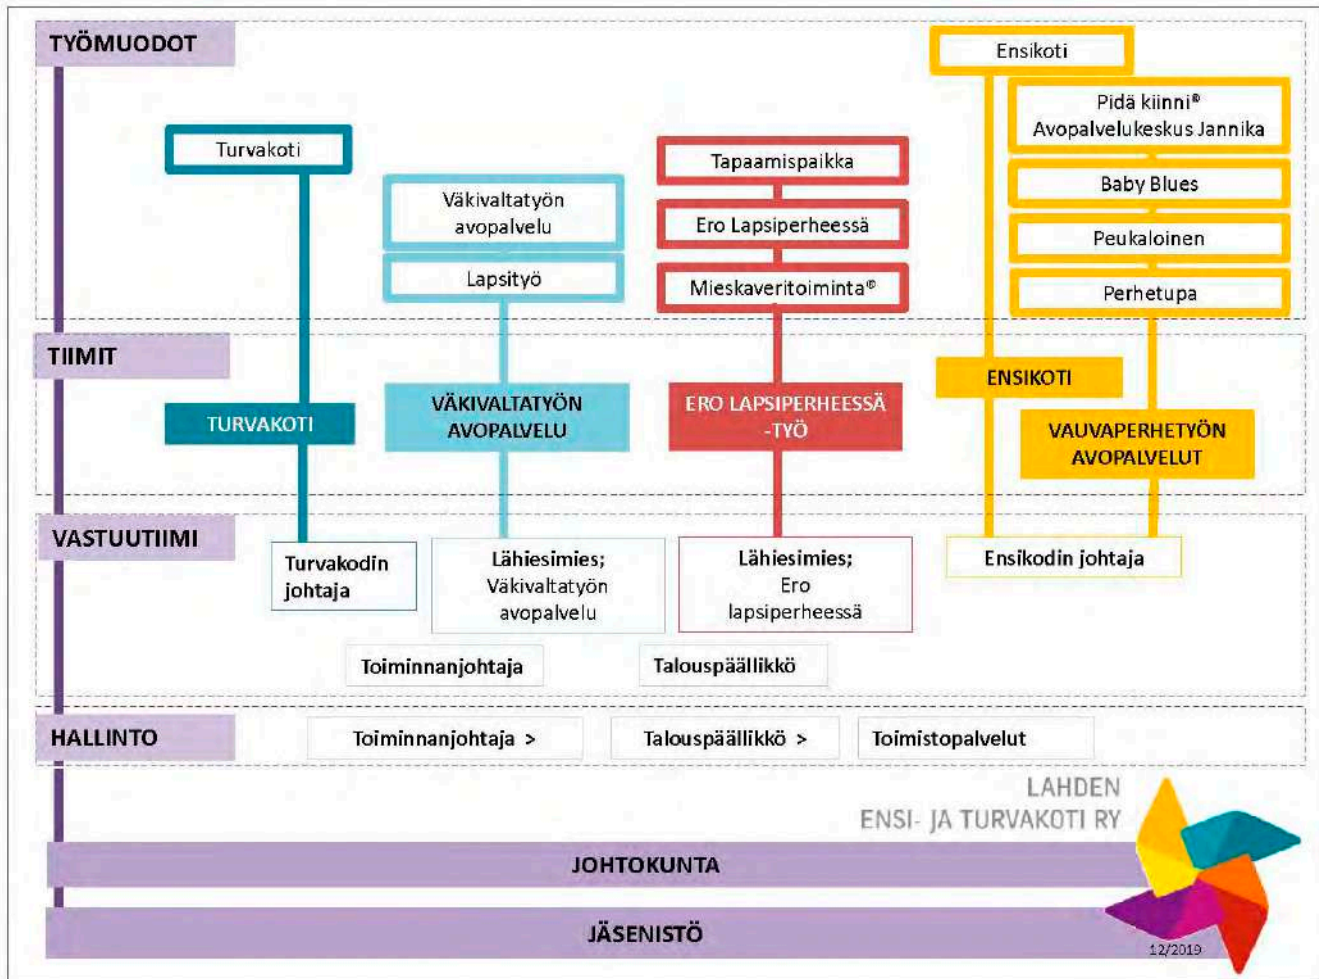 TYÖMUODOT
Ensikoti
Pidä kiinni®
Avopalvelukeskus Jannika
Turvakoti
Tapaamispaikka
Väkivaltatyön
avopalvelu
Baby Blues
Ero Lapsiperheessä
Peukaloinen
Lapsityö
Mieskaveritoiminta®
Perhetupa
TIIMIT
ENSIKOTI
TURVAKOTI
VÄKIVALTATYÖN
AVOPALVELU
ERO LAPSIPERHEESSÄ
-TYÖ
VAUVAPERHETYÖN
AVOPALVELUT
VASTUUTIIMI
Turvakodin
johtaja
Lähiesimies;
Väkivaltatyön
avopalvelu
Lähiesimies;
Ero
lapsiperheessä
Ensikodin johtaja
Toiminnanjohtaja
Talouspäällikkö
HALLINTO
Toiminnanjohtaja >
Talouspäällikkö >
Toimistopalvelut
LAHDEN
ENSI- JA TURVAKOTI RY
JOHTOKUNTA
JÄSENISTÖ
12/2019